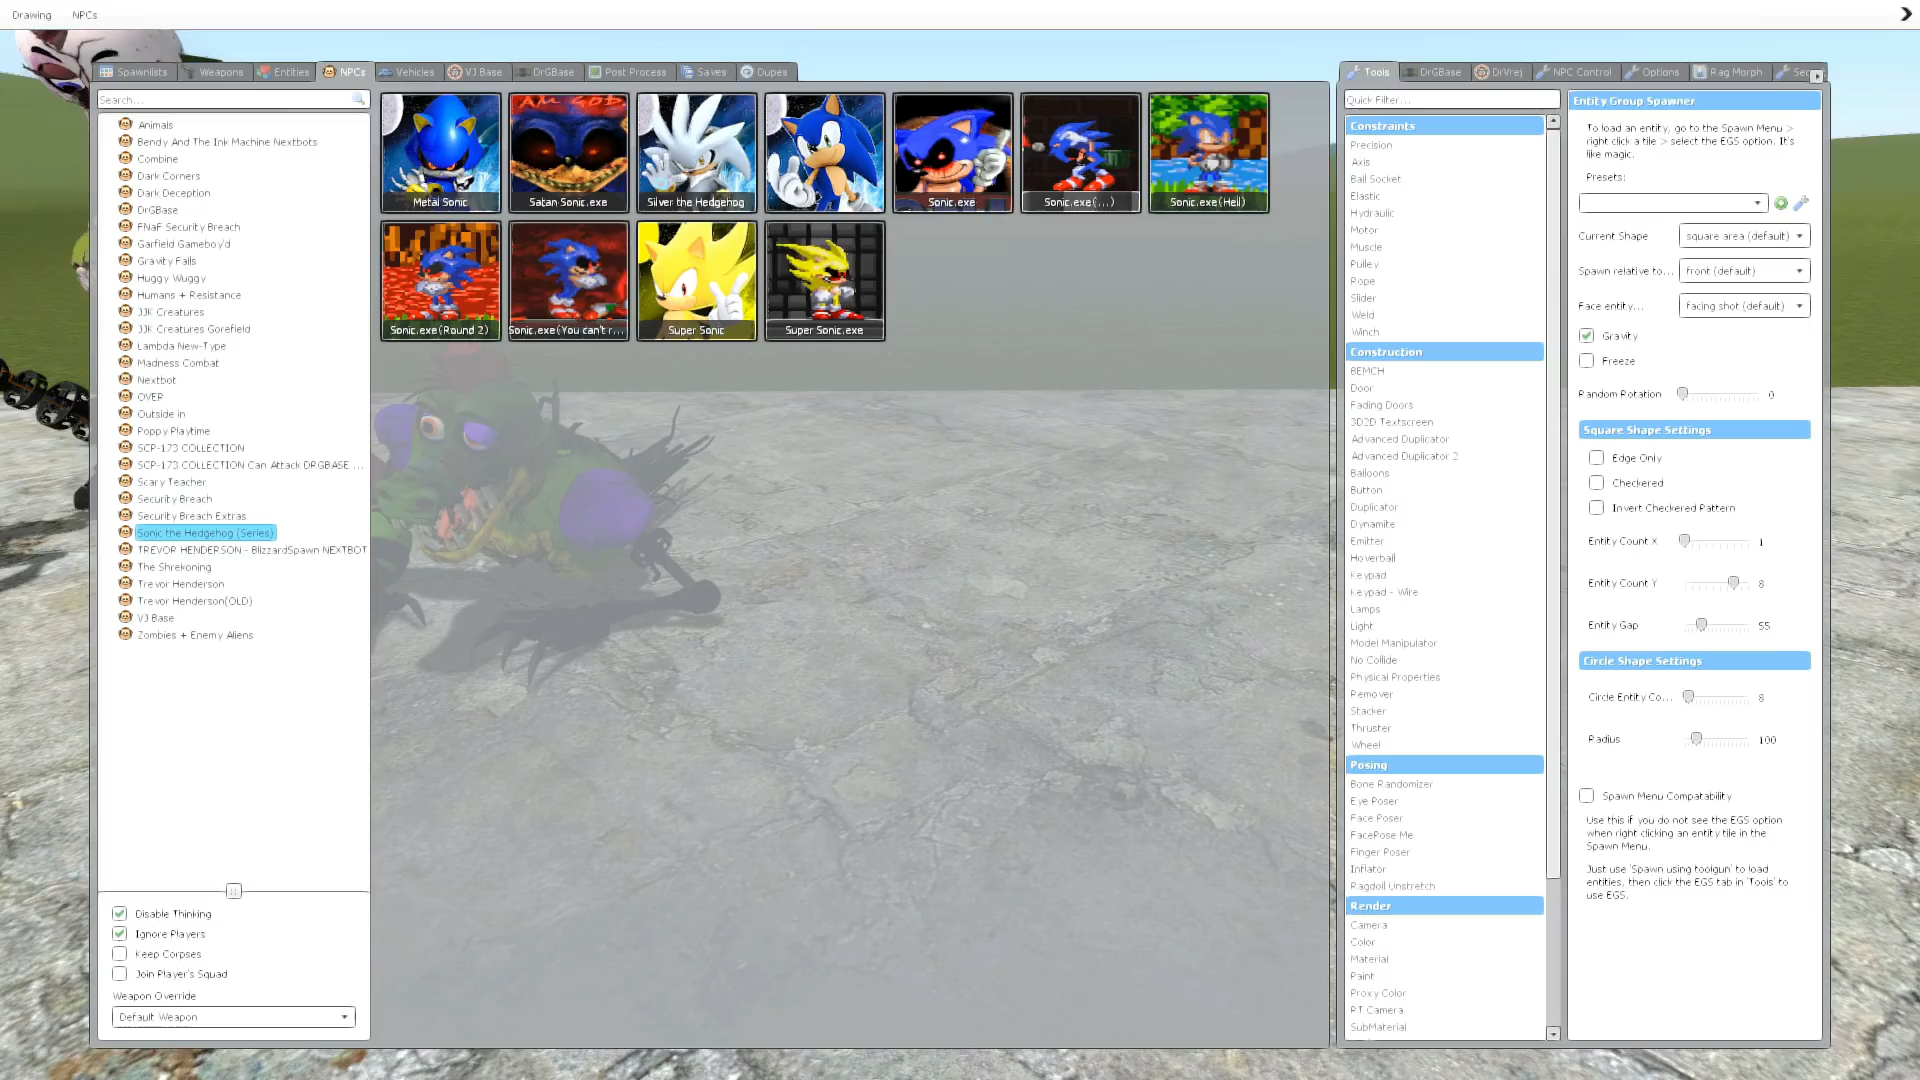 Drawing NPCs
Spawnlists Weapons Entities NPCs Vehicles VJ Base DrGBase Post Process Saves Dupes
Search...
Animals
Bendy And The Ink Machine Nextbots
Combine
Dark Corners
Dark Deception
DrGBase
FNaF Security Breach
Garfield Gameboy'd
Gravity Falls
Huggy Wuggy
Humans + Resistance
JJK Creatures
JJK Creatures Gorefield
Lambda New-Type
Madness Combat
Nextbot
OVER
Outside in
Poppy Playtime
SCP-173 COLLECTION
SCP-173 COLLECTION Can Attack DRGBASE ...
Scary Teacher
Security Breach
Security Breach Extras
Sonic the Hedgehog (Series)
TREVOR HENDERSON - BlizzardSpawn NEXTBOT
The Shrekoning
Trevor Henderson
Trevor Henderson(OLD)
VJ Base
Zombies + Enemy Aliens
Disable Thinking
Ignore Players
Keep Corpses
Join Player's Squad
Weapon Override
Default Weapon
AM GOD
Metal Sonic
Satan Sonic.exe
Silver the Hedgehog
Sonic.exe
Sonic.exe(...)
Sonic.exe(Hell)
Sonic.exe(Round 2)
Sonic.exe(You can't r...
Super Sonic
Super Sonic.exe
Tools DrGBase DrVrej NPC Control Options Rag Morph
Quick Filter...
Constraints
Precision
Axis
Ball Socket
Elastic
Hydraulic
Motor
Muscle
Pulley
Rope
Slider
Weld
Winch
Construction
BEMCH
Door
Fading Doors
3D2D Textscreen
Advanced Duplicator
Advanced Duplicator 2
Balloons
Button
Duplicator
Dynamite
Emitter
Hoverball
Keypad
Keypad - Wire
Lamps
Light
Model Manipulator
No Collide
Physical Properties
Remover
Stacker
Thruster
Wheel
Posing
Bone Randomizer
Eye Poser
Face Poser
FacePose Me
Finger Poser
Inflator
Ragdoll Unstretch
Render
Camera
Color
Material
Paint
Proxy Color
RT Camera
SubMaterial
Entity Group Spawner
To load an entity, go to the Spawn Menu >
right click a tile > select the EGS option. It's
like magic.
Presets:
Current Shape square area (default)
Spawn relative to... front (default)
Face entity... facing shot (default)
Gravity
Freeze
Random Rotation 0
Square Shape Settings
Edge Only
Checkered
Invert Checkered Pattern
Entity Count X 1
Entity Count Y 8
Entity Gap 55
Circle Shape Settings
Circle Entity Co... 8
Radius 100
Spawn Menu Compatability
Use this if you do not see the EGS option
when right clicking an entity tile in the
Spawn Menu.
Just use 'Spawn using toolgun' to load
entities, then click the EGS tab in 'Tools' to
use EGS.